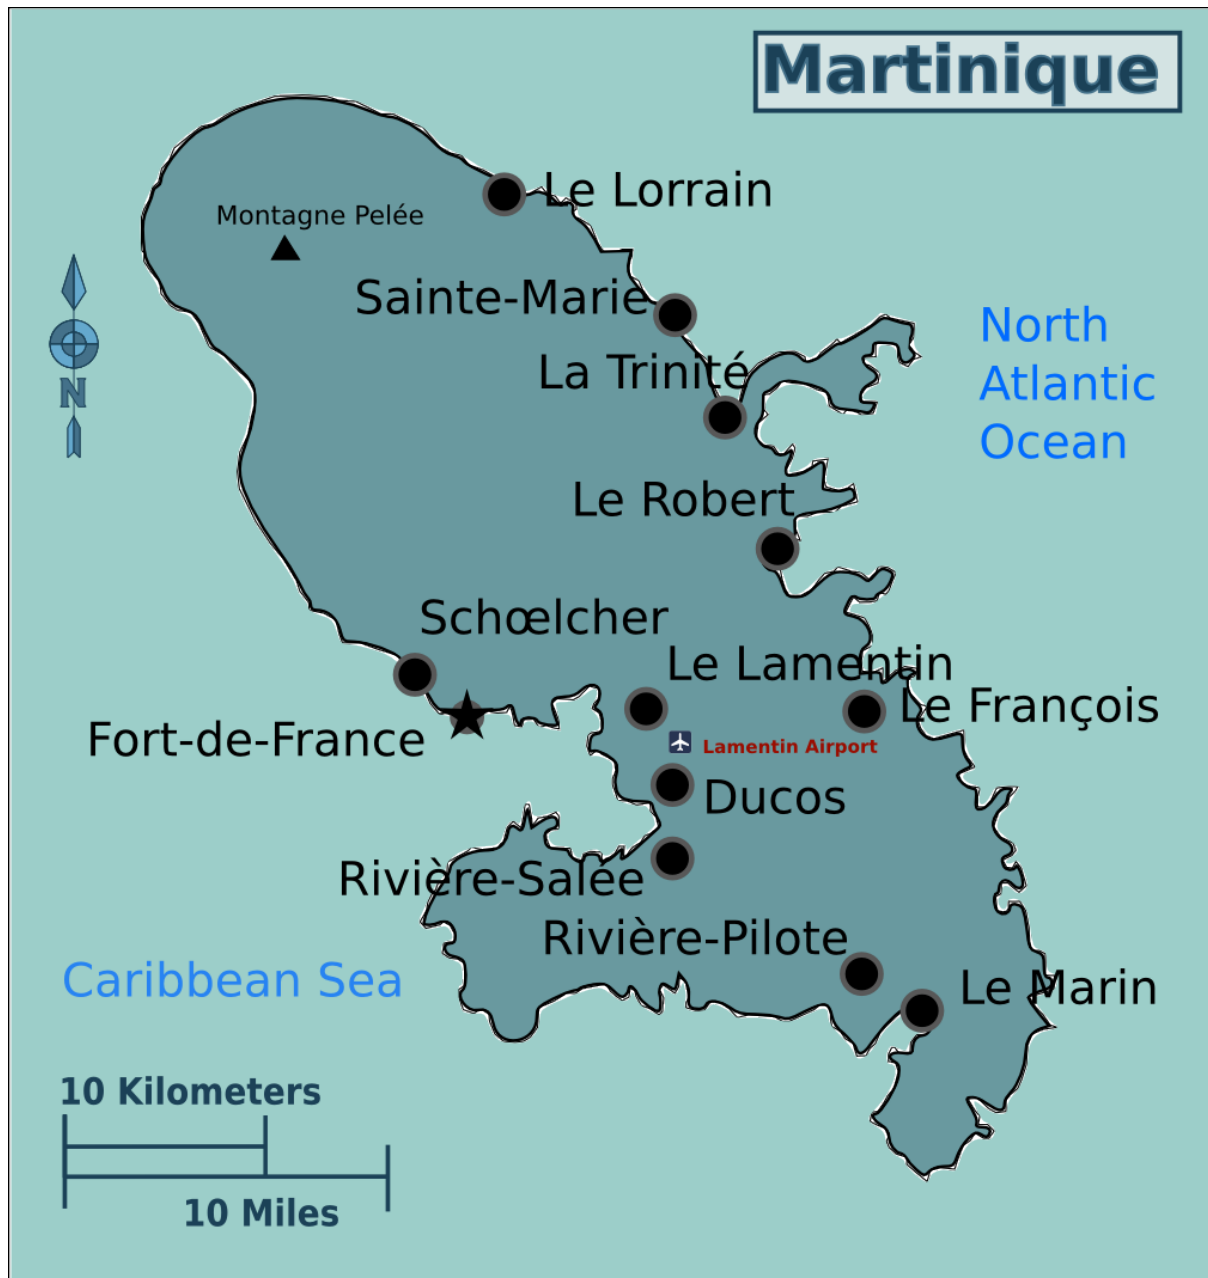 Martinique
Le Lorrain
Montagne Pelée
Sainte-Marie
North
Atlantic
Ocean
La Trinité
N
Le Robert
Schœlcher
Le Lamentin
Le François
Fort-de-France
Lamentin Airport
Ducos
Rivière-Salée
Rivière-Pilote
Caribbean Sea
Le Marin
10 Kilometers
10 Miles